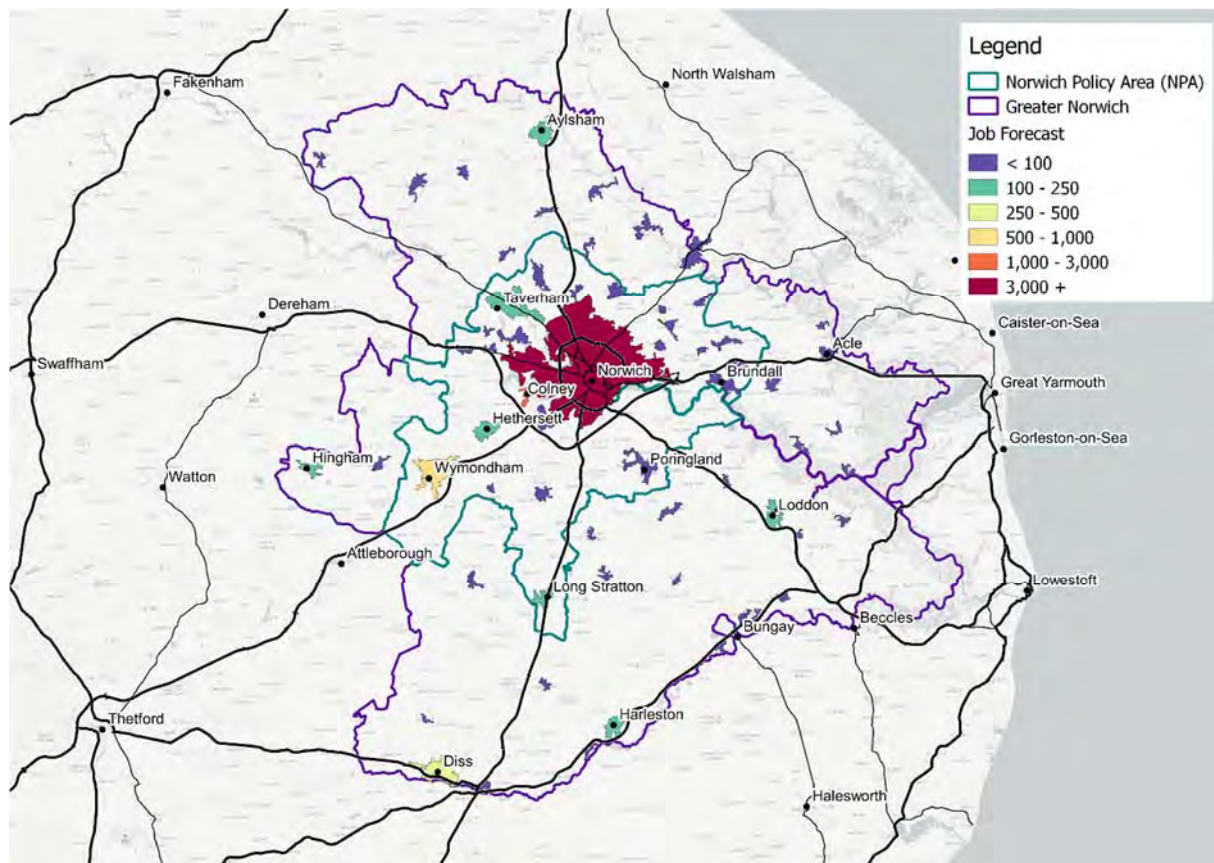 Legend
Norwich Policy Area (NPA)
Greater Norwich
Job Forecast
< 100
100 - 250
250 - 500
500 - 1,000
1,000 - 3,000
3,000 +
North Walsham
Fakenham
Aylsham
Taverham
Dereham
Caister-on-Sea
Acle
Swaffham
Norwich
Brundall
Colney
Great Yarmouth
Hethersett
Gorleston-on-Sea
Hingham
Wymondham
Poringland
Watton
Loddon
Attleborough
Long Stratton
Lowestoft
Bungay
Beccles
Thetford
Harleston
Diss
Halesworth